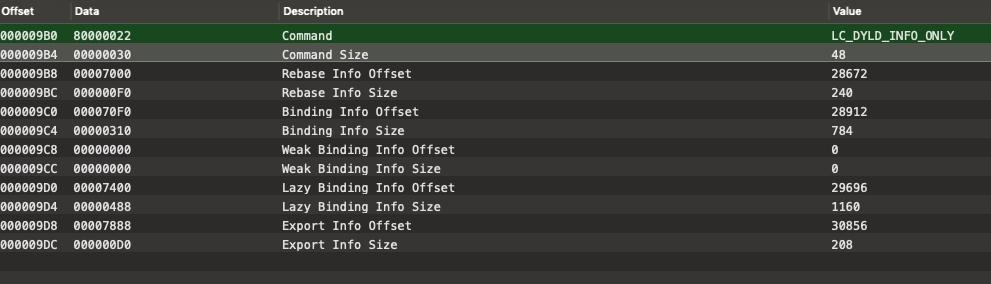 Offset Data Description Value
000009B0 80000022 Command LC_DYLD_INFO_ONLY
000009B4 00000030 Command Size 48
000009B8 00007000 Rebase Info Offset 28672
000009BC 000000F0 Rebase Info Size 240
000009C0 000070F0 Binding Info Offset 28912
000009C4 00000310 Binding Info Size 784
000009C8 00000000 Weak Binding Info Offset 0
000009CC 00000000 Weak Binding Info Size 0
000009D0 00007400 Lazy Binding Info Offset 29696
000009D4 00000488 Lazy Binding Info Size 1160
000009D8 00007888 Export Info Offset 30856
000009DC 000000D0 Export Info Size 208